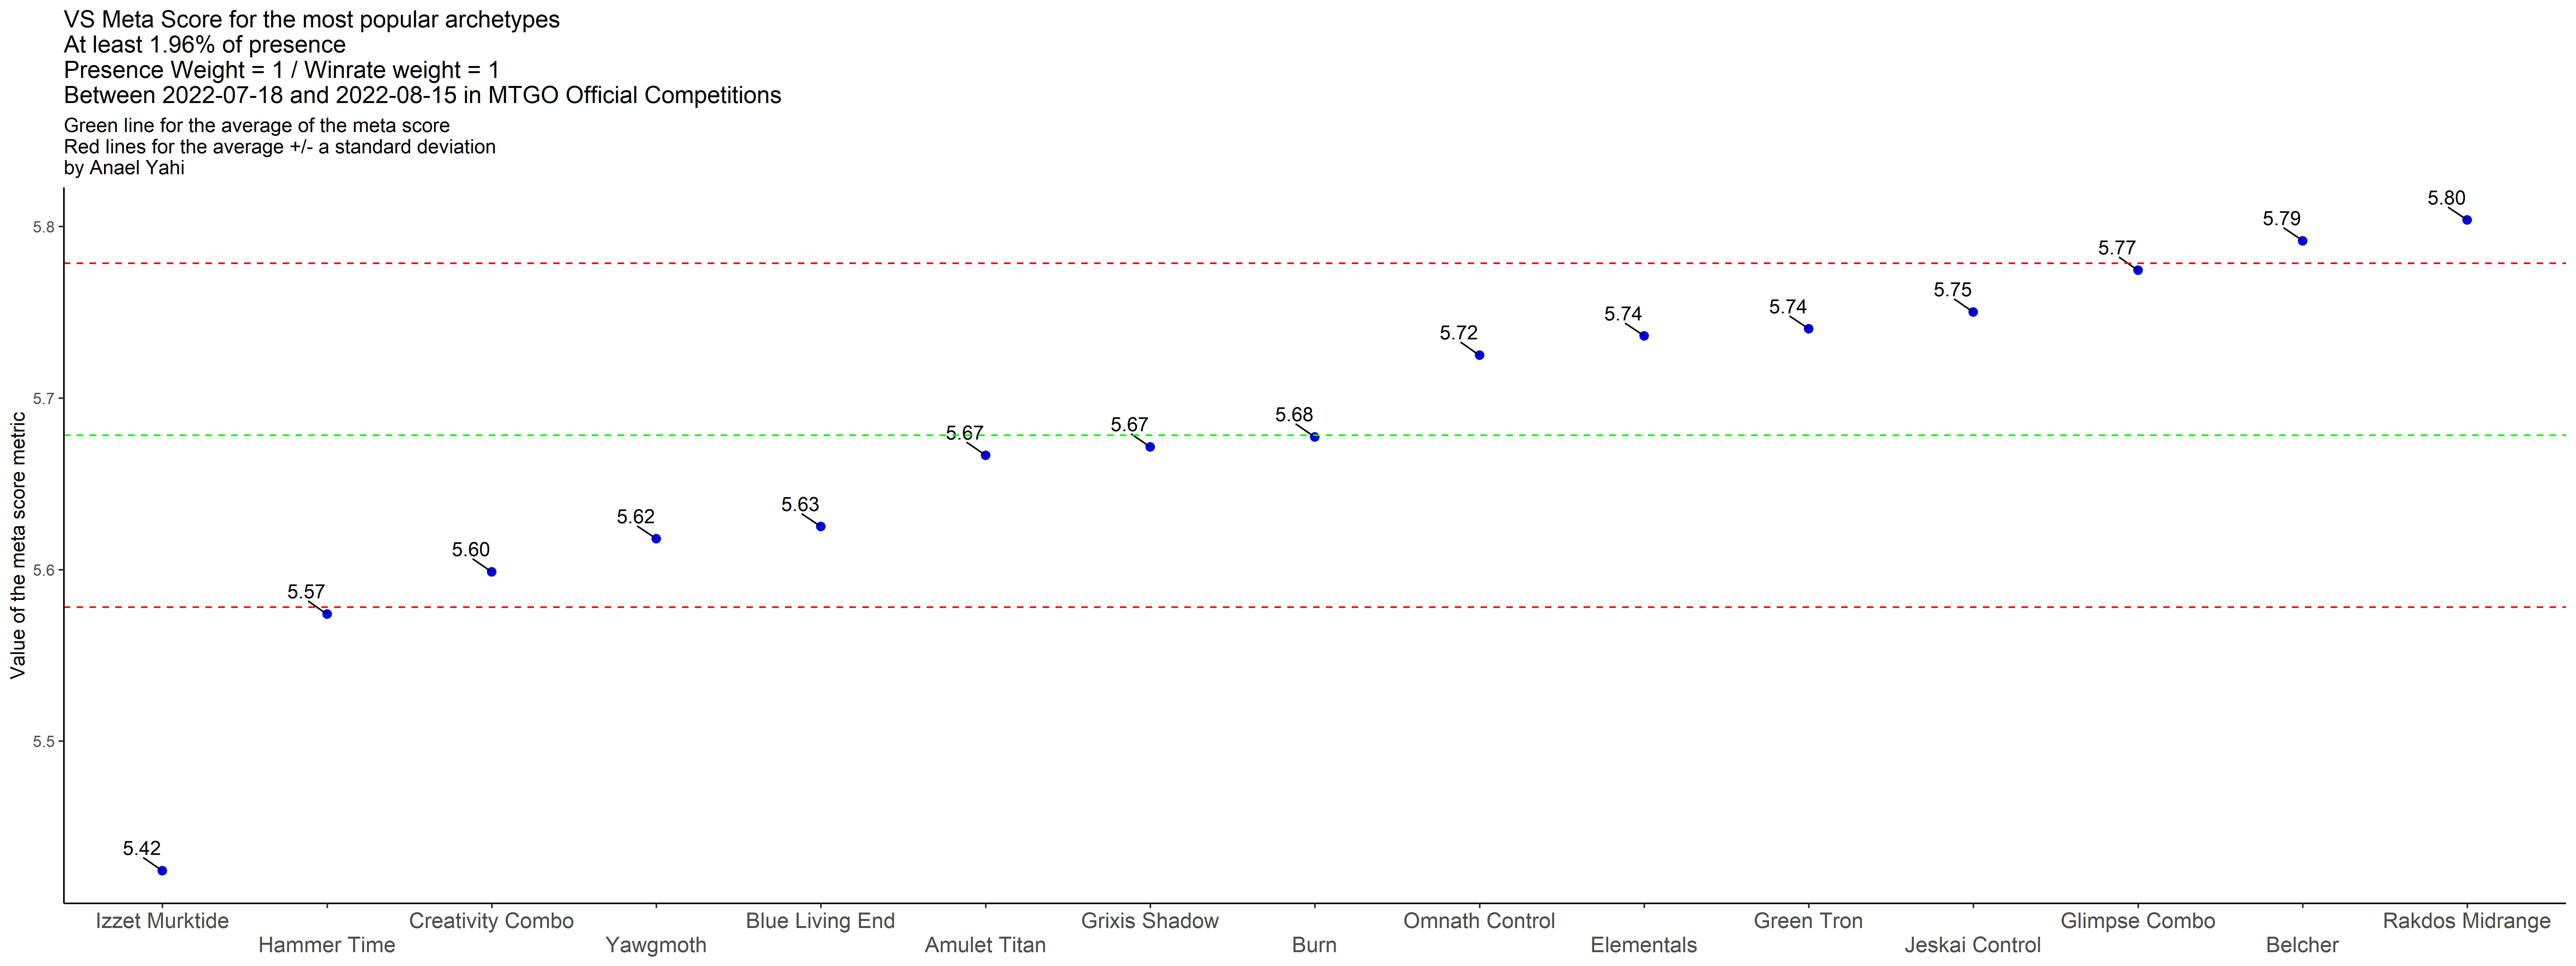 VS Meta Score for the most popular archetypes
At least 1.96% of presence
Presence Weight = 1 / Winrate weight = 1
Between 2022-07-18 and 2022-08-15 in MTGO Official Competitions
Green line for the average of the meta score
Red lines for the average +/- a standard deviation
by Anael Yahi
Value of the meta score metric
5.8
5.7
5.6
5.5
5.42
5.57
5.60
5.62
5.63
5.67
5.67
5.68
5.72
5.74
5.74
5.75
5.77
5.79
5.80
Izzet Murktide
Hammer Time
Creativity Combo
Yawgmoth
Blue Living End
Amulet Titan
Grixis Shadow
Burn
Omnath Control
Elementals
Green Tron
Jeskai Control
Glimpse Combo
Belcher
Rakdos Midrange